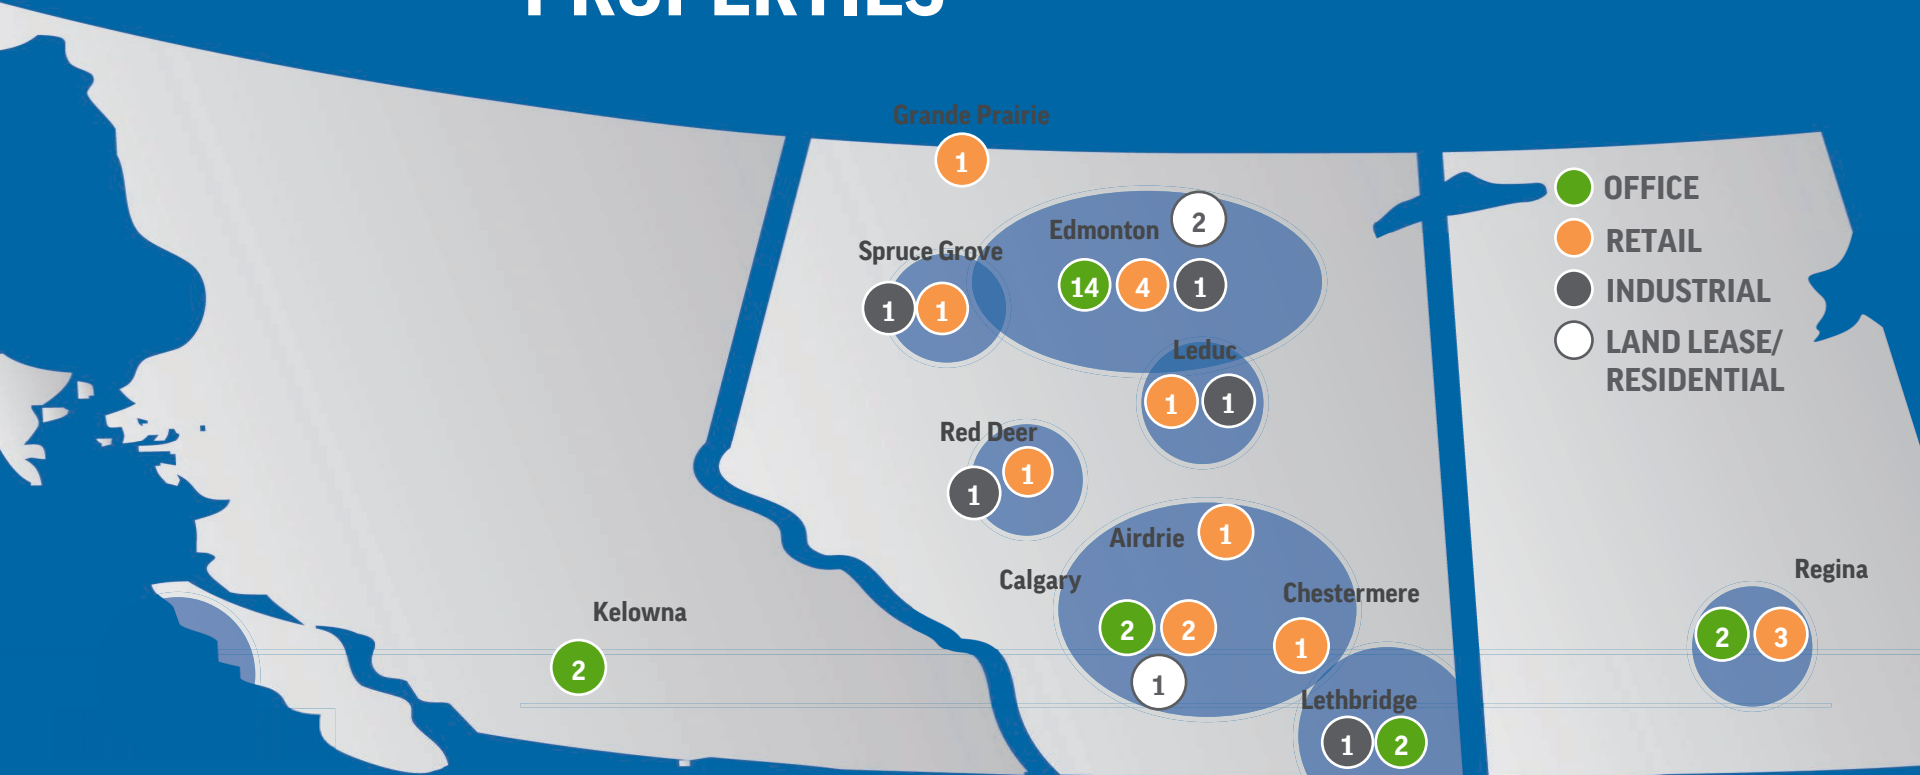 PROPERTIES
Grande Prairie
1
OFFICE
RETAIL
INDUSTRIAL
LAND LEASE/
RESIDENTIAL
Edmonton
2
14 4 1
Spruce Grove
1 1
Leduc
1 1
Red Deer
1 1
Airdrie
1
Calgary
2 2
1
Chestermere
1
Lethbridge
1 2
Kelowna
2
Regina
2 3